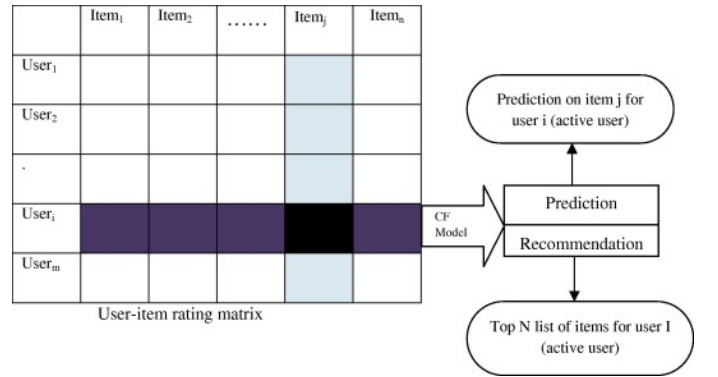 Item₁ Item₂ ...... Itemⱼ Itemₙ
User₁
User₂
.
Userᵢ
Userₘ
User-item rating matrix
CF
Model
Prediction on item j for
user i (active user)
Prediction
Recommendation
Top N list of items for user I
(active user)